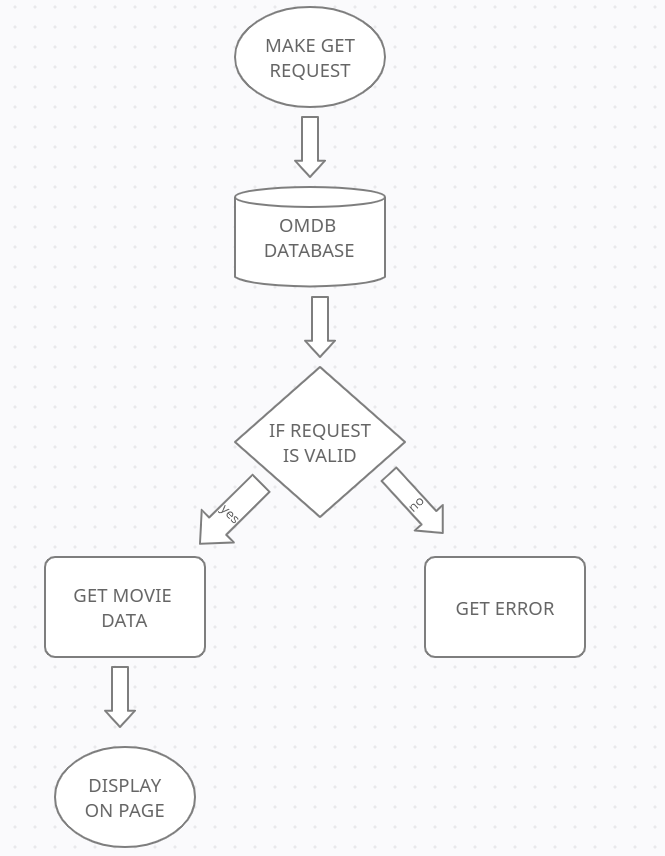 MAKE GET
REQUEST
OMDB
DATABASE
IF REQUEST
IS VALID
yes
no
GET MOVIE
DATA
GET ERROR
DISPLAY
ON PAGE